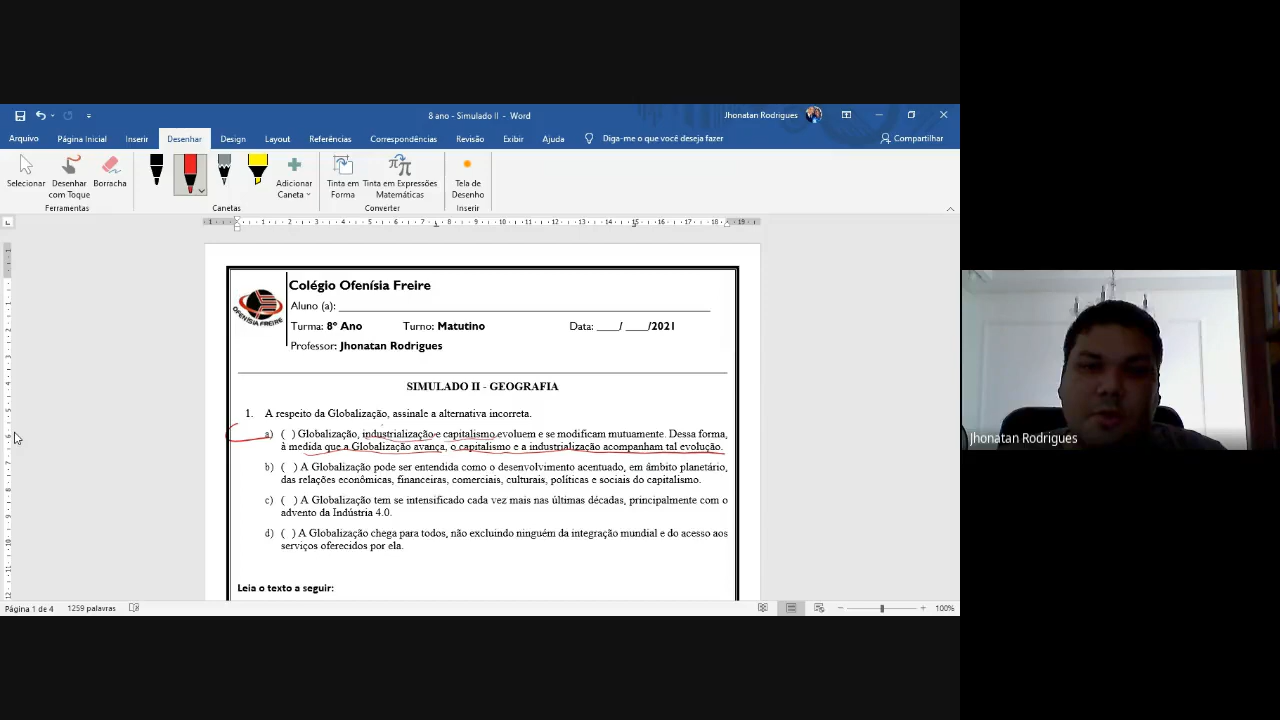 8 ano - Simulado II - Word
Jhonatan Rodrigues
Arquivo Página Inicial Inserir Desenhar Design Layout Referências Correspondências Revisão Exibir Ajuda Diga-me o que você deseja fazer Compartilhar
Selecionar Desenhar com Toque Borracha Adicionar Caneta Tinta em Forma Tinta em Expressões Matemáticas Tela de Desenho
Ferramentas Canetas Converter Inserir
Colégio Ofenísia Freire
Aluno (a):
OFENÍSIA FREIRE
Turma: 8º Ano Turno: Matutino Data: ____/ ____/2021
Professor: Jhonatan Rodrigues
SIMULADO II - GEOGRAFIA
1. A respeito da Globalização, assinale a alternativa incorreta.
a) ( ) Globalização, industrialização e capitalismo evoluem e se modificam mutuamente. Dessa forma,
à medida que a Globalização avança, o capitalismo e a industrialização acompanham tal evolução.
b) ( ) A Globalização pode ser entendida como o desenvolvimento acentuado, em âmbito planetário,
das relações econômicas, financeiras, comerciais, culturais, políticas e sociais do capitalismo.
c) ( ) A Globalização tem se intensificado cada vez mais nas últimas décadas, principalmente com o
advento da Indústria 4.0.
d) ( ) A Globalização chega para todos, não excluindo ninguém da integração mundial e do acesso aos
serviços oferecidos por ela.
Leia o texto a seguir:
Página 1 de 4 1259 palavras 100%
Jhonatan Rodrigues